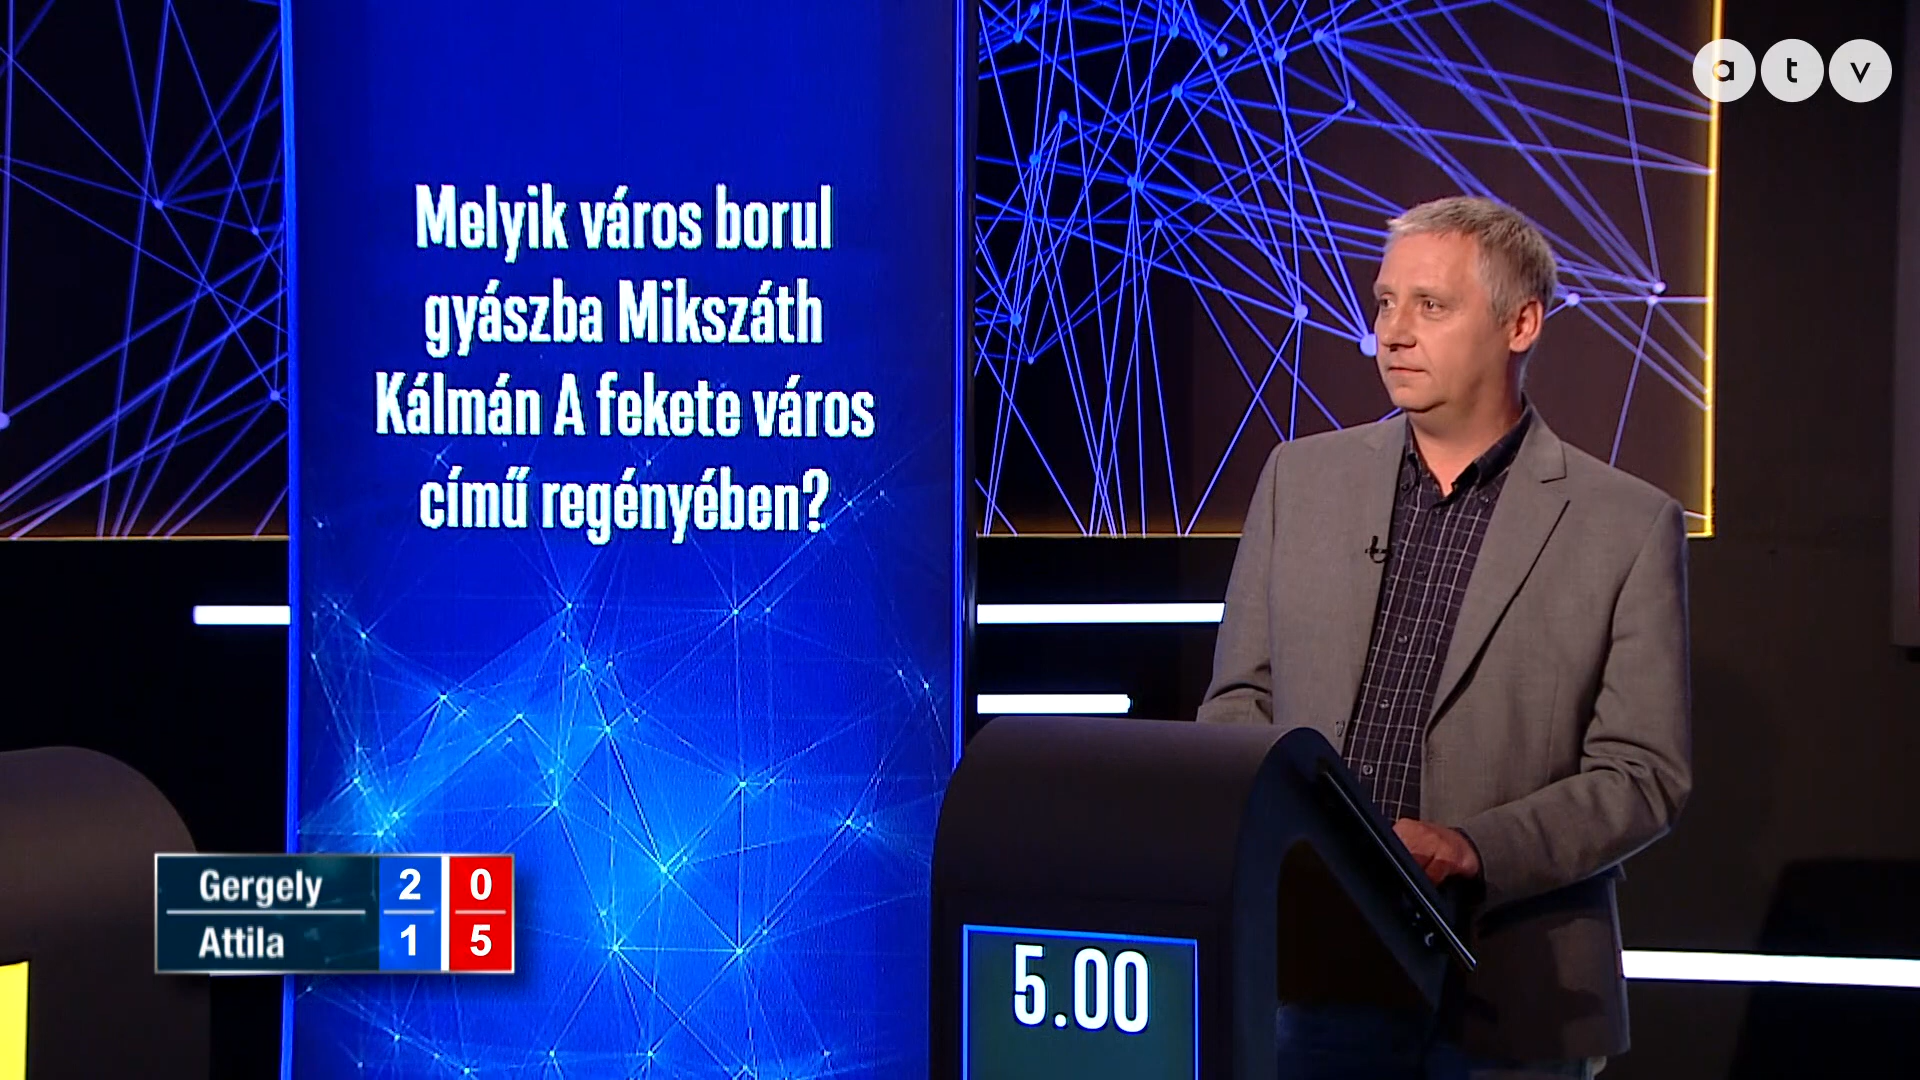 atv
Melyik város borul
gyászba Mikszáth
Kálmán A fekete város
című regényében?
Gergely 2 0
Attila 1 5
5.00